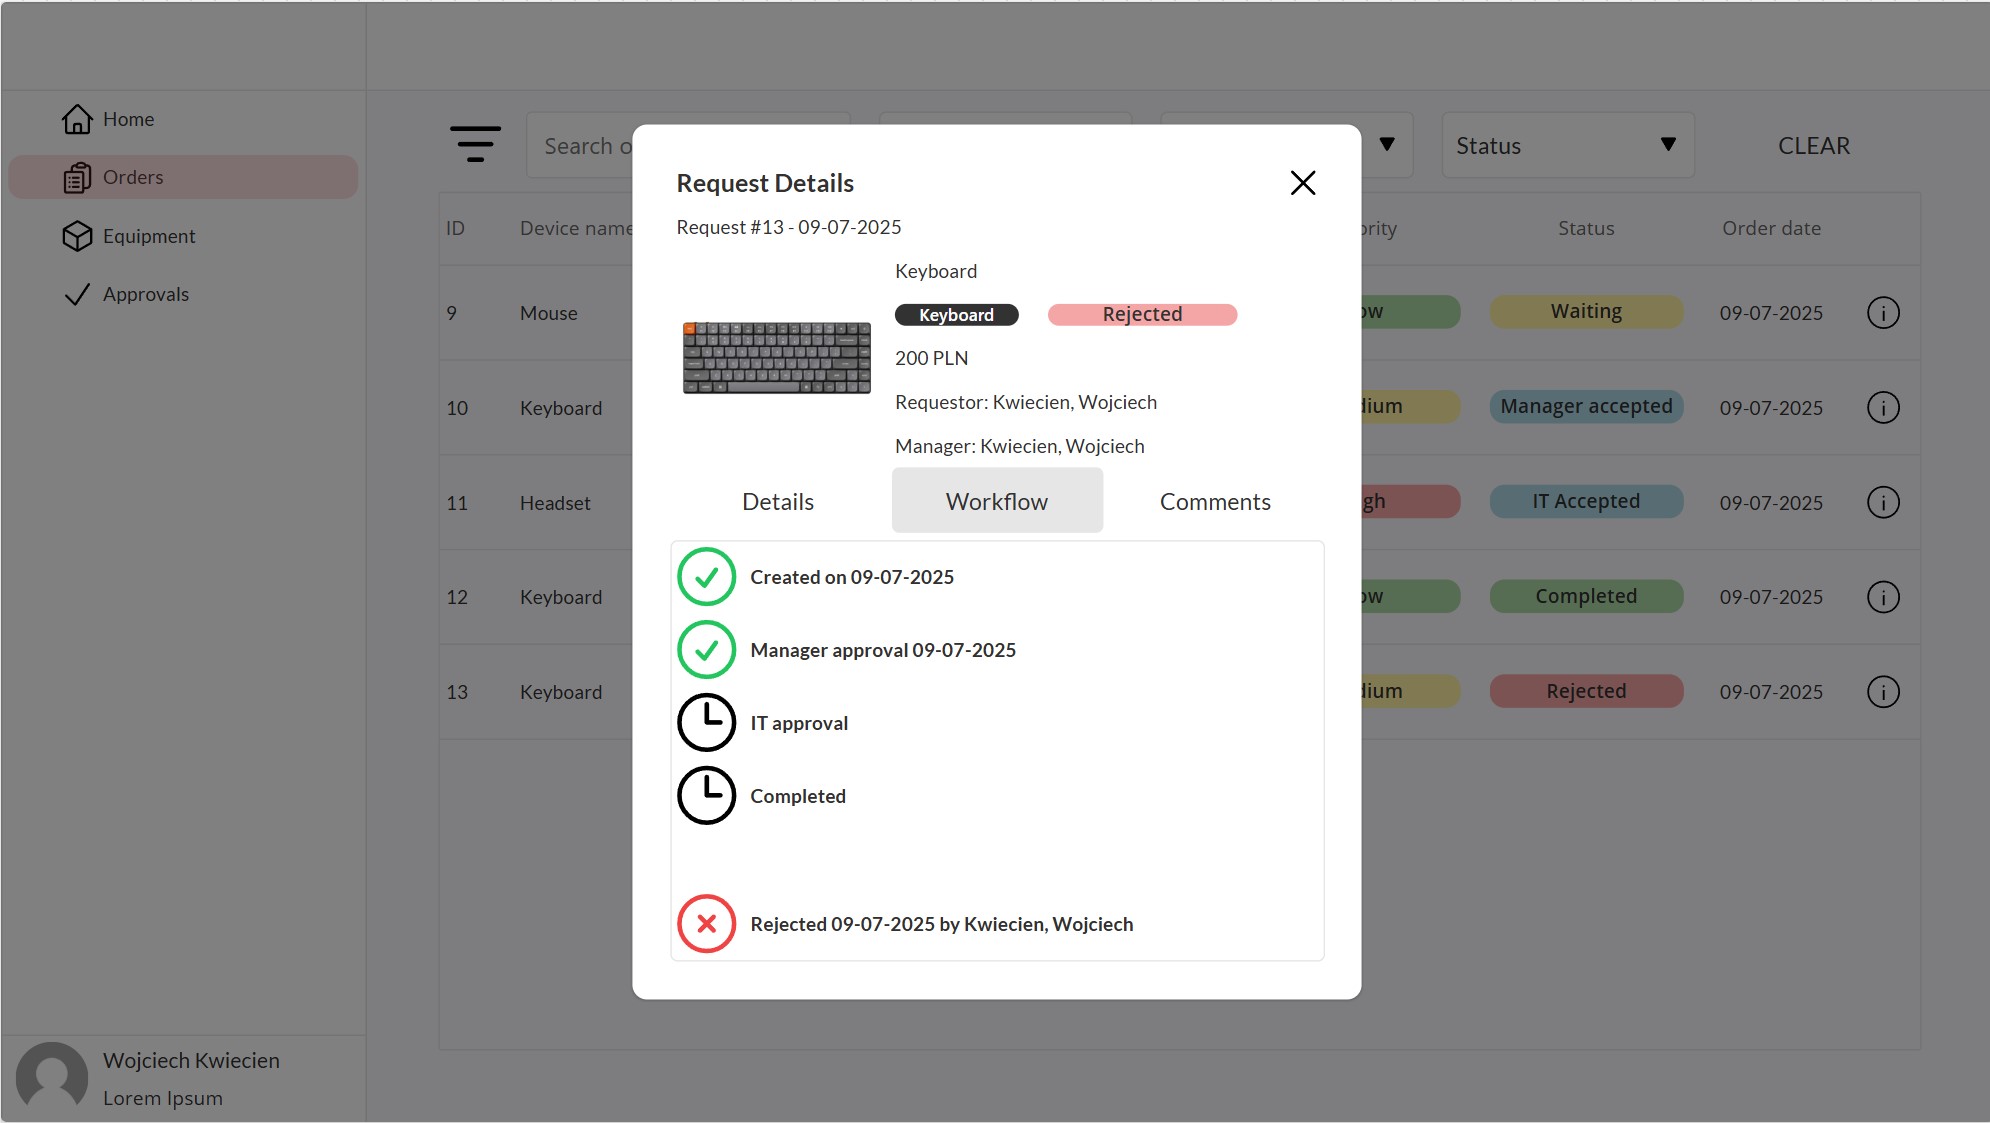 Home
Orders
Equipment
Approvals
Search
Status
CLEAR
ID Device name Status Order date
9 Mouse Waiting 09-07-2025
10 Keyboard Manager accepted 09-07-2025
11 Headset IT Accepted 09-07-2025
12 Keyboard Completed 09-07-2025
13 Keyboard Rejected 09-07-2025
Request Details
Request #13 - 09-07-2025
Keyboard
Keyboard Rejected
200 PLN
Requestor: Kwiecien, Wojciech
Manager: Kwiecien, Wojciech
Details Workflow Comments
Created on 09-07-2025
Manager approval 09-07-2025
IT approval
Completed
Rejected 09-07-2025 by Kwiecien, Wojciech
Wojciech Kwiecien
Lorem Ipsum